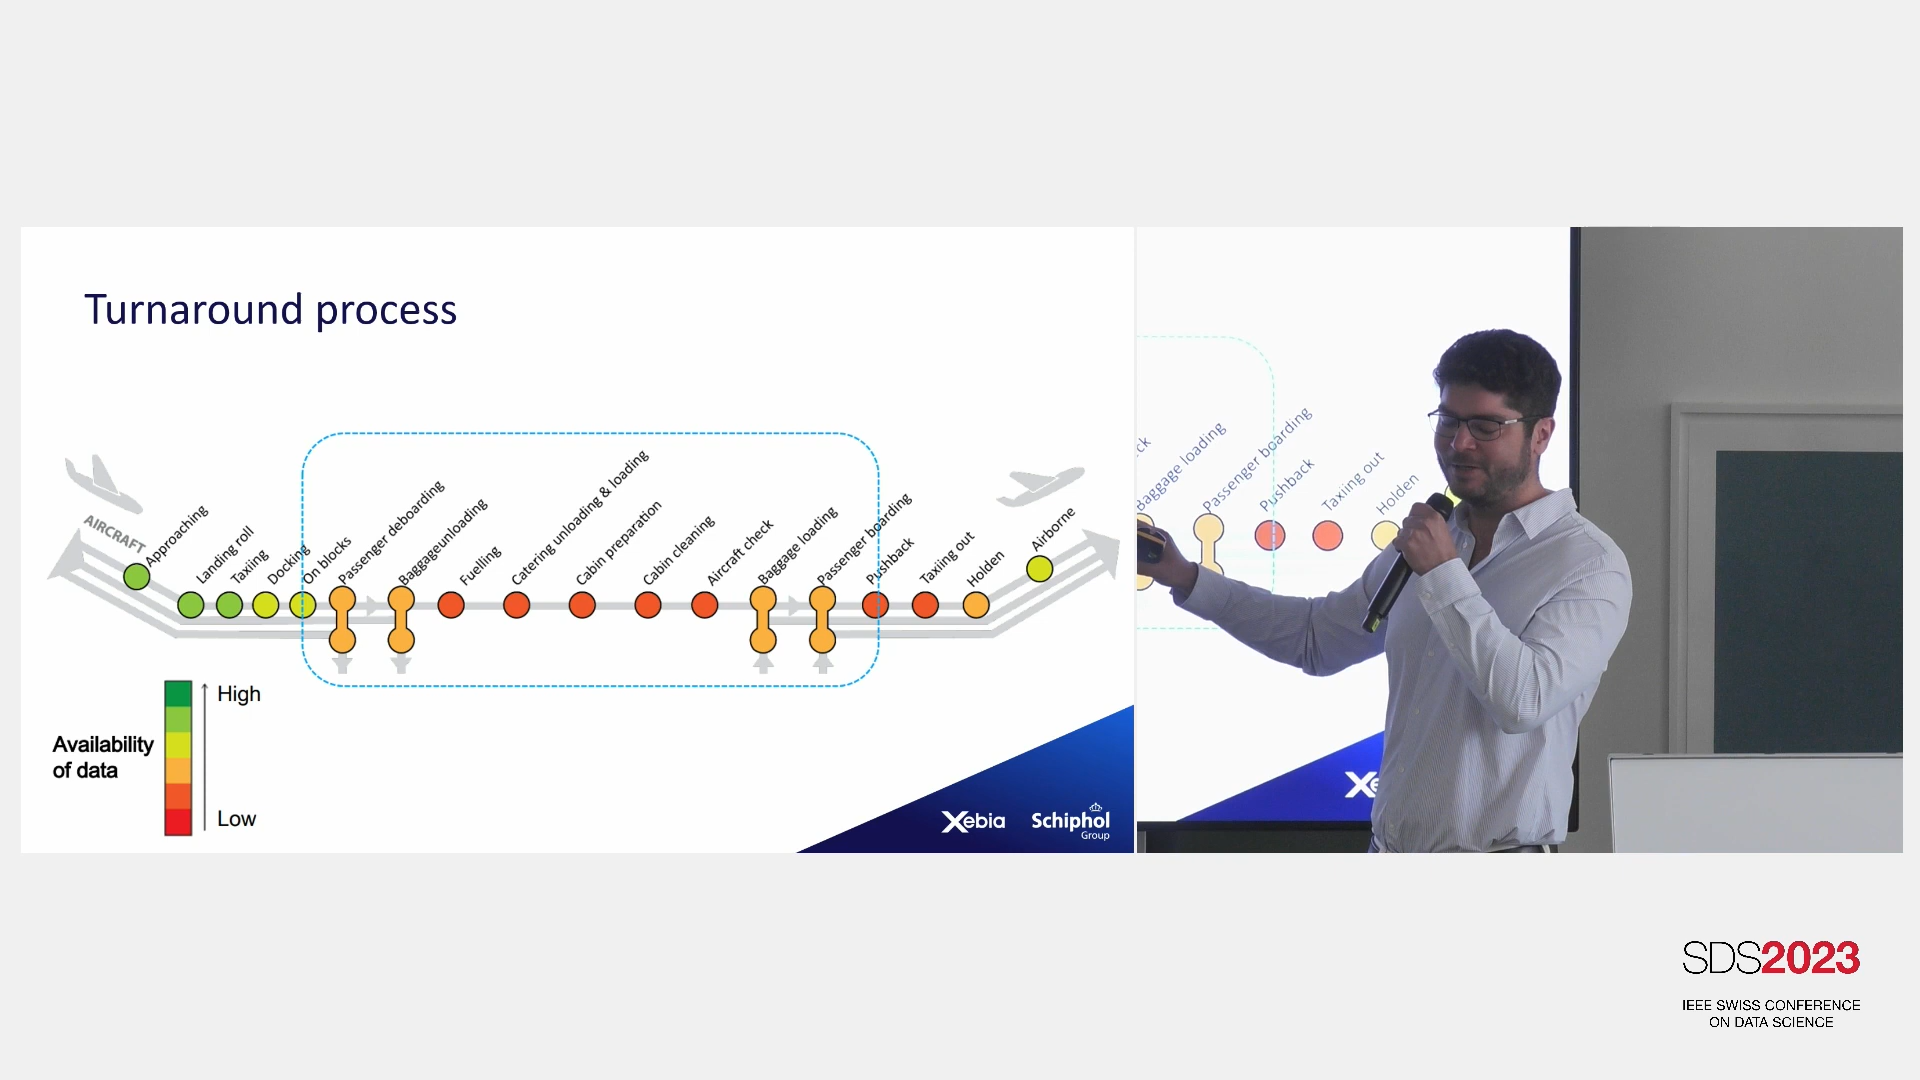 Turnaround process
AIRCRAFT
Approaching
Landing roll
Taxiing
Docking
On blocks
Passenger deboarding
Baggageunloading
Fuelling
Catering unloading & loading
Cabin preparation
Cabin cleaning
Aircraft check
Baggage loading
Passenger boarding
Pushback
Taxiing out
Holden
Airborne
High
Availability
of data
Low
Xebia
Schiphol
Group
ck
Baggage loading
Passenger boarding
Pushback
Taxiing out
Holden
Xe
SDS2023
IEEE SWISS CONFERENCE
ON DATA SCIENCE